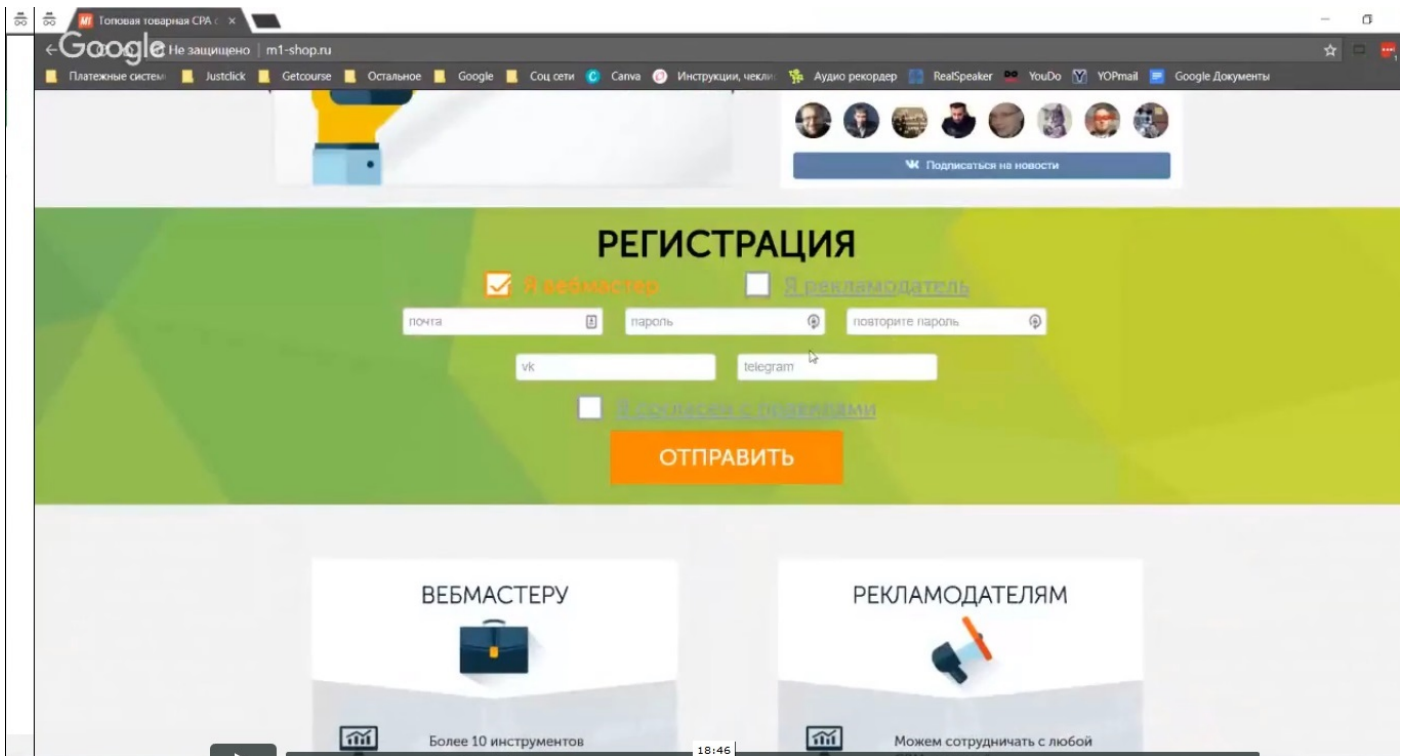 Топовая товарная CPA с
Google
Не защищено | m1-shop.ru
Платежные систем Justclick Getcourse Остальное Google Соц сети Canva Инструкции, чекли Аудио рекордер RealSpeaker YouDo YOPmail Google Документы
Подписаться на новости
РЕГИСТРАЦИЯ
Я вебмастер Я рекламодатель
почта пароль повторите пароль
vk telegram
Я согласен с правилами
ОТПРАВИТЬ
ВЕБМАСТЕРУ РЕКЛАМОДАТЕЛЯМ
Более 10 инструментов Можем сотрудничать с любой
18:46